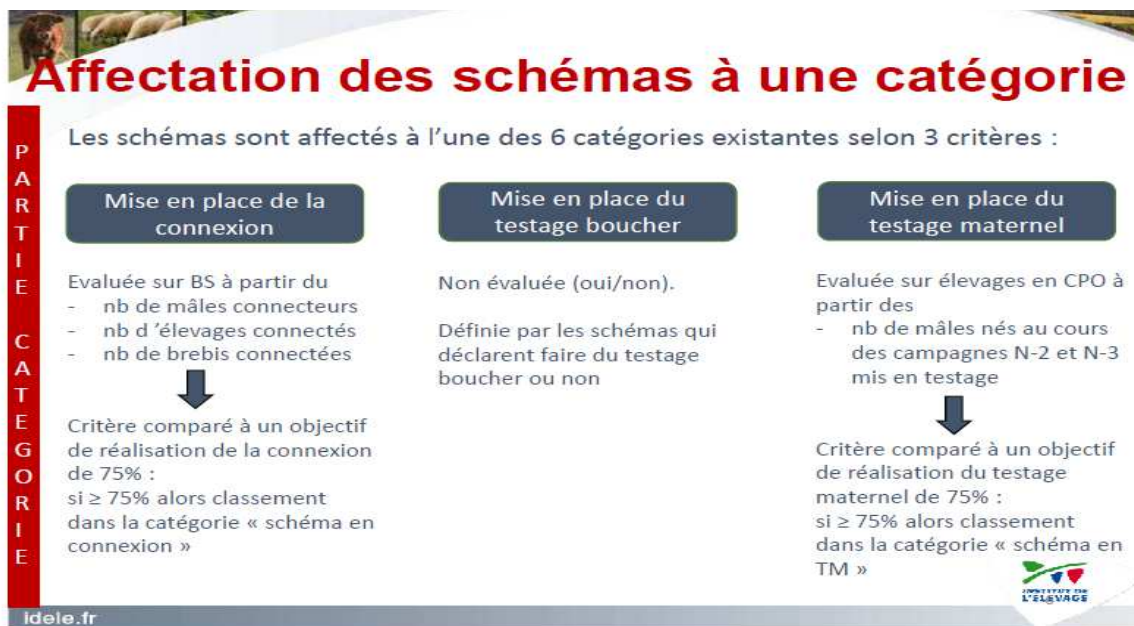 Affectation des schémas à une catégorie
PARTIE CATEGORIE
Les schémas sont affectés à l'une des 6 catégories existantes selon 3 critères :
Mise en place de la
connexion
Evaluée sur BS à partir du
- nb de mâles connecteurs
- nb d 'élevages connectés
- nb de brebis connectées
Critère comparé à un objectif
de réalisation de la connexion
de 75% :
si ≥ 75% alors classement
dans la catégorie « schéma en
connexion »
Mise en place du
testage boucher
Non évaluée (oui/non).
Définie par les schémas qui
déclarent faire du testage
boucher ou non
Mise en place du
testage maternel
Evaluée sur élevages en CPO à
partir des
- nb de mâles nés au cours
des campagnes N-2 et N-3
mis en testage
Critère comparé à un objectif
de réalisation du testage
maternel de 75% :
si ≥ 75% alors classement
dans la catégorie « schéma en
TM »
INSTITUT DE
L'ELEVAGE
idele.fr